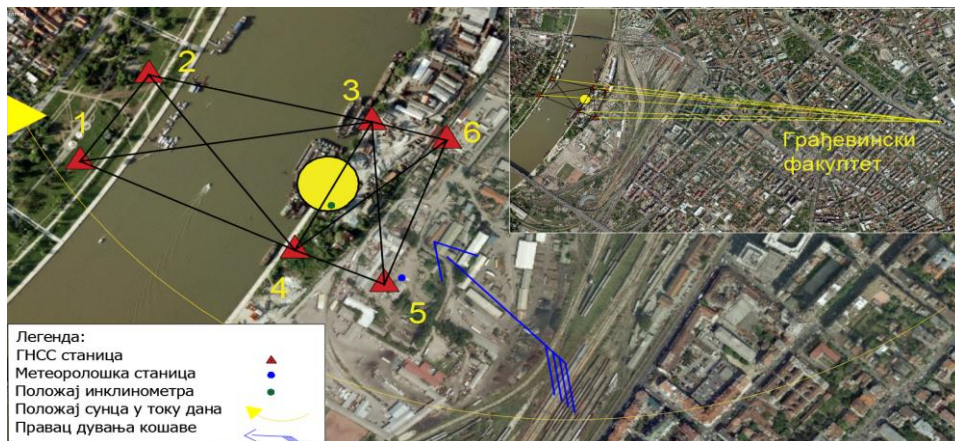 1
2
3
6
4
5
Грађевински
факултет
Легенда:
ГНСС станица
Метеоролошка станица
Положај инклинометра
Положај сунца у току дана
Правац дувања кошаве